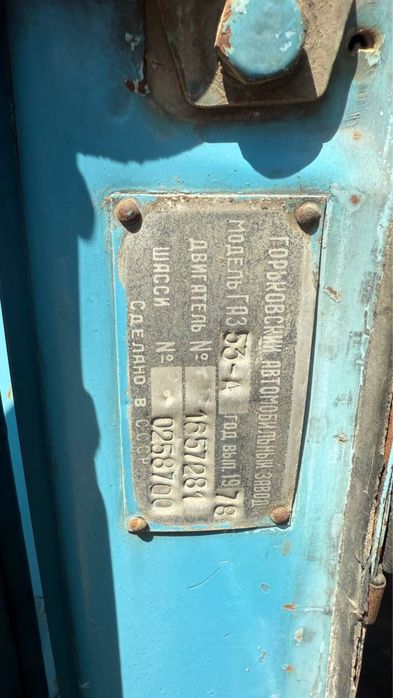 ГОРЬКОВСКИЙ АВТОМОБИЛЬНЫЙ ЗАВОД
МОДЕЛЬ ГАЗ 53-А ГОД ВЫП. 1978
ДВИГАТЕЛЬ № 1657281
ШАССИ № 0258700
СДЕЛАНО В СССР